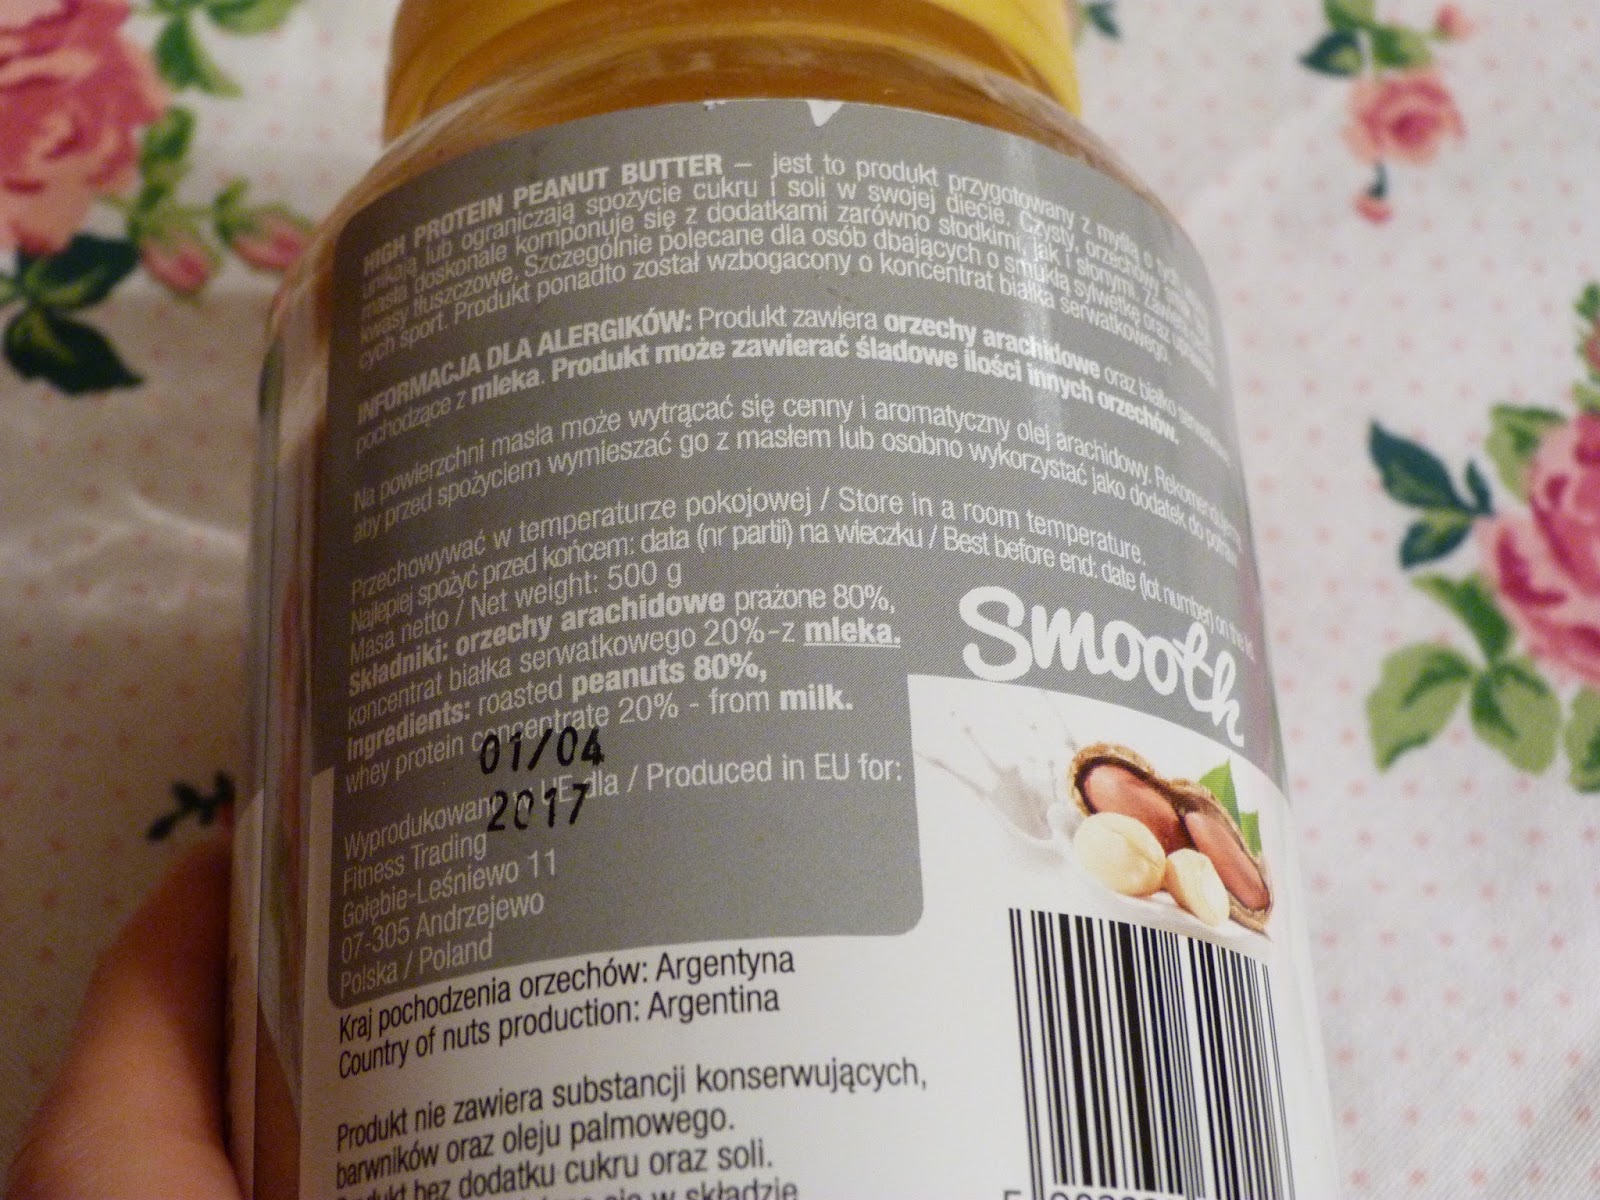 HIGH PROTEIN PEANUT BUTTER – jest to produkt przygotowany z myślą o
unikają lub ograniczają spożycie cukru i soli w swojej diecie. Czysty, orzechowy
masła doskonale komponuje się z dodatkami zarówno słodkimi, jak i słonymi.
kwasy tłuszczowe. Szczególnie polecane dla osób dbających o smukłą sylwetkę oraz
cych sport. Produkt ponadto został wzbogacony o koncentrat białka serwatkowego.
INFORMACJA DLA ALERGIKÓW: Produkt zawiera orzechy arachidowe oraz białko
pochodzące z mleka. Produkt może zawierać śladowe ilości innych orzechów.
Na powierzchni masła może wytrącać się cenny i aromatyczny olej arachidowy.
aby przed spożyciem wymieszać go z masłem lub osobno wykorzystać jako dodatek do
Przechowywać w temperaturze pokojowej / Store in a room temperature.
Najlepiej spożyć przed końcem: data (nr partii) na wieczku / Best before end: date (lot number) on the
Masa netto / Net weight: 500 g
Składniki: orzechy arachidowe prażone 80%,
koncentrat białka serwatkowego 20%-z mleka.
Ingredients: roasted peanuts 80%,
whey protein concentrate 20% - from milk.
01/04
2017
Wyprodukowano w UE dla / Produced in EU for:
Fitness Trading
Gołębie-Leśniewo 11
07-305 Andrzejewo
Polska / Poland
Smooth
Kraj pochodzenia orzechów: Argentyna
Country of nuts production: Argentina
Produkt nie zawiera substancji konserwujących,
barwników oraz oleju palmowego.
Produkt bez dodatku cukru oraz soli.
w składzie